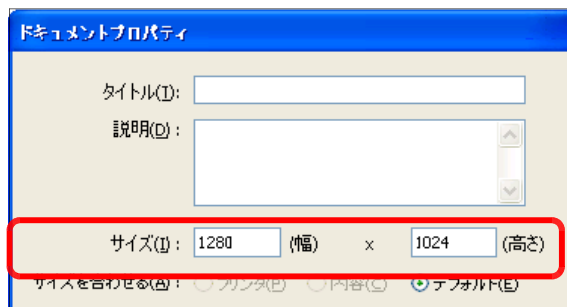 ドキュメントプロパティ
タイトル(T):
説明(D):
サイズ(I): 1280 (幅) x 1024 (高さ)
サイズを合わせる(A): プリンタ(P) 内容(C) デフォルト(E)